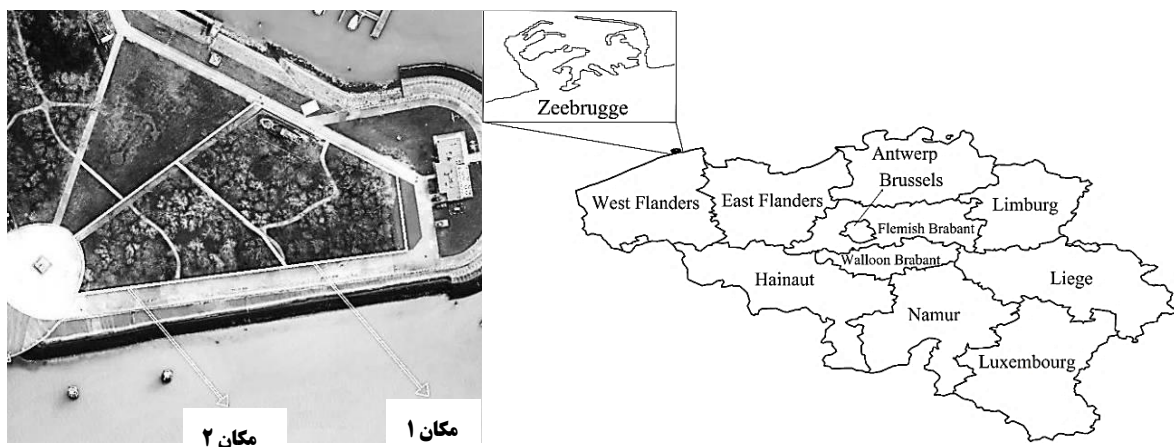 مکان ۱
مکان ۲
Zeebrugge
Antwerp
Brussels
West Flanders
East Flanders
Limburg
Flemish Brabant
Walloon Brabant
Hainaut
Liege
Namur
Luxembourg